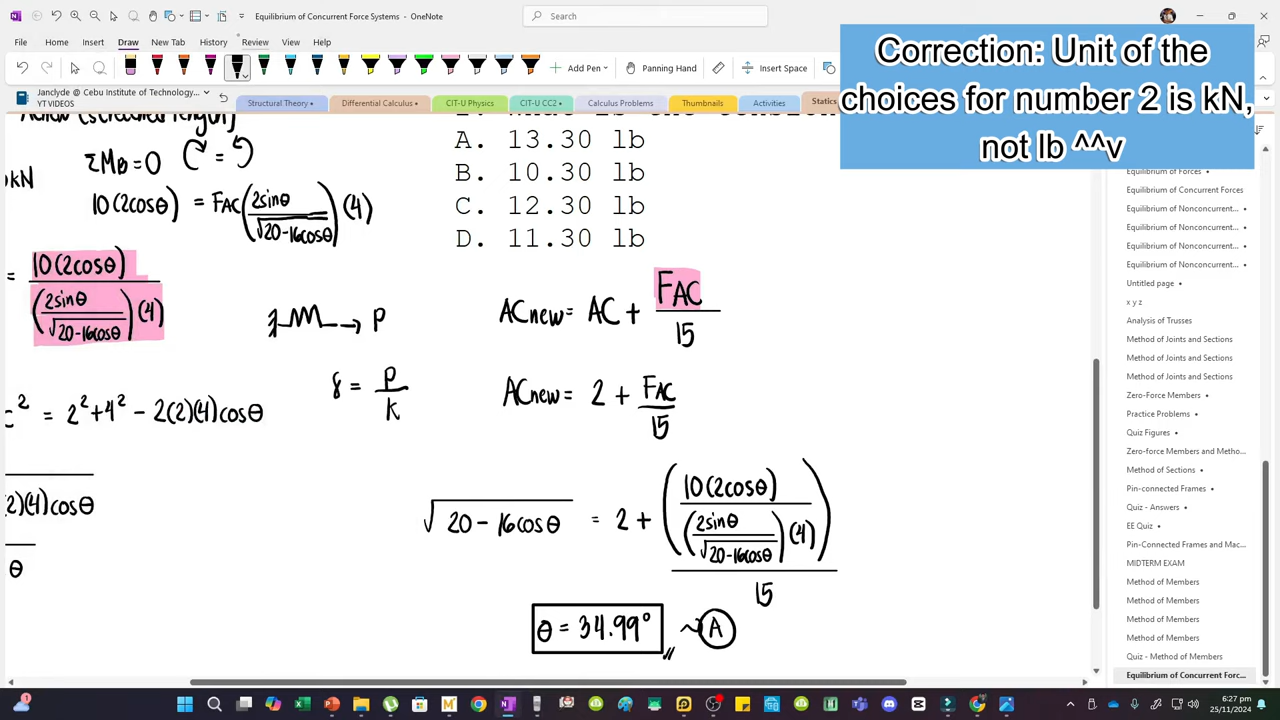 Equilibrium of Concurrent Force Systems - OneNote
Search
File Home Insert Draw New Tab History Review View Help
Add Pen Panning Hand Insert Space
Janclyde @ Cebu Institute of Technology...
YT VIDEOS
Structural Theory Differential Calculus CIT-U Physics CIT-U CC2 Calculus Problems Thumbnails Activities Statics
Correction: Unit of the
choices for number 2 is kN,
not lb ^^v
kN
ΣMB=0
10(2cosθ) = FAC(2sinθ/√20-16cosθ)(4)
= 10(2cosθ)/((2sinθ/√20-16cosθ)(4))
P
δ = P/k
² = 2²+4² - 2(2)(4)cosθ
2)(4)cosθ
θ
A. 13.30 lb
B. 10.30 lb
C. 12.30 lb
D. 11.30 lb
ACnew = AC + FAC/15
ACnew = 2 + FAC/15
√20-16cosθ = 2 + (10(2cosθ)/((2sinθ/√20-16cosθ)(4)))/15
θ = 34.99° ~ A
Equilibrium of Forces
Equilibrium of Concurrent Forces
Equilibrium of Nonconcurrent...
Equilibrium of Nonconcurrent...
Equilibrium of Nonconcurrent...
Equilibrium of Nonconcurrent...
Untitled page
x y z
Analysis of Trusses
Method of Joints and Sections
Method of Joints and Sections
Method of Joints and Sections
Zero-Force Members
Practice Problems
Quiz Figures
Zero-force Members and Metho...
Method of Sections
Pin-connected Frames
Quiz - Answers
EE Quiz
Pin-Connected Frames and Mac...
MIDTERM EXAM
Method of Members
Method of Members
Method of Members
Method of Members
Quiz - Method of Members
Equilibrium of Concurrent Forc...
6:27 pm
25/11/2024